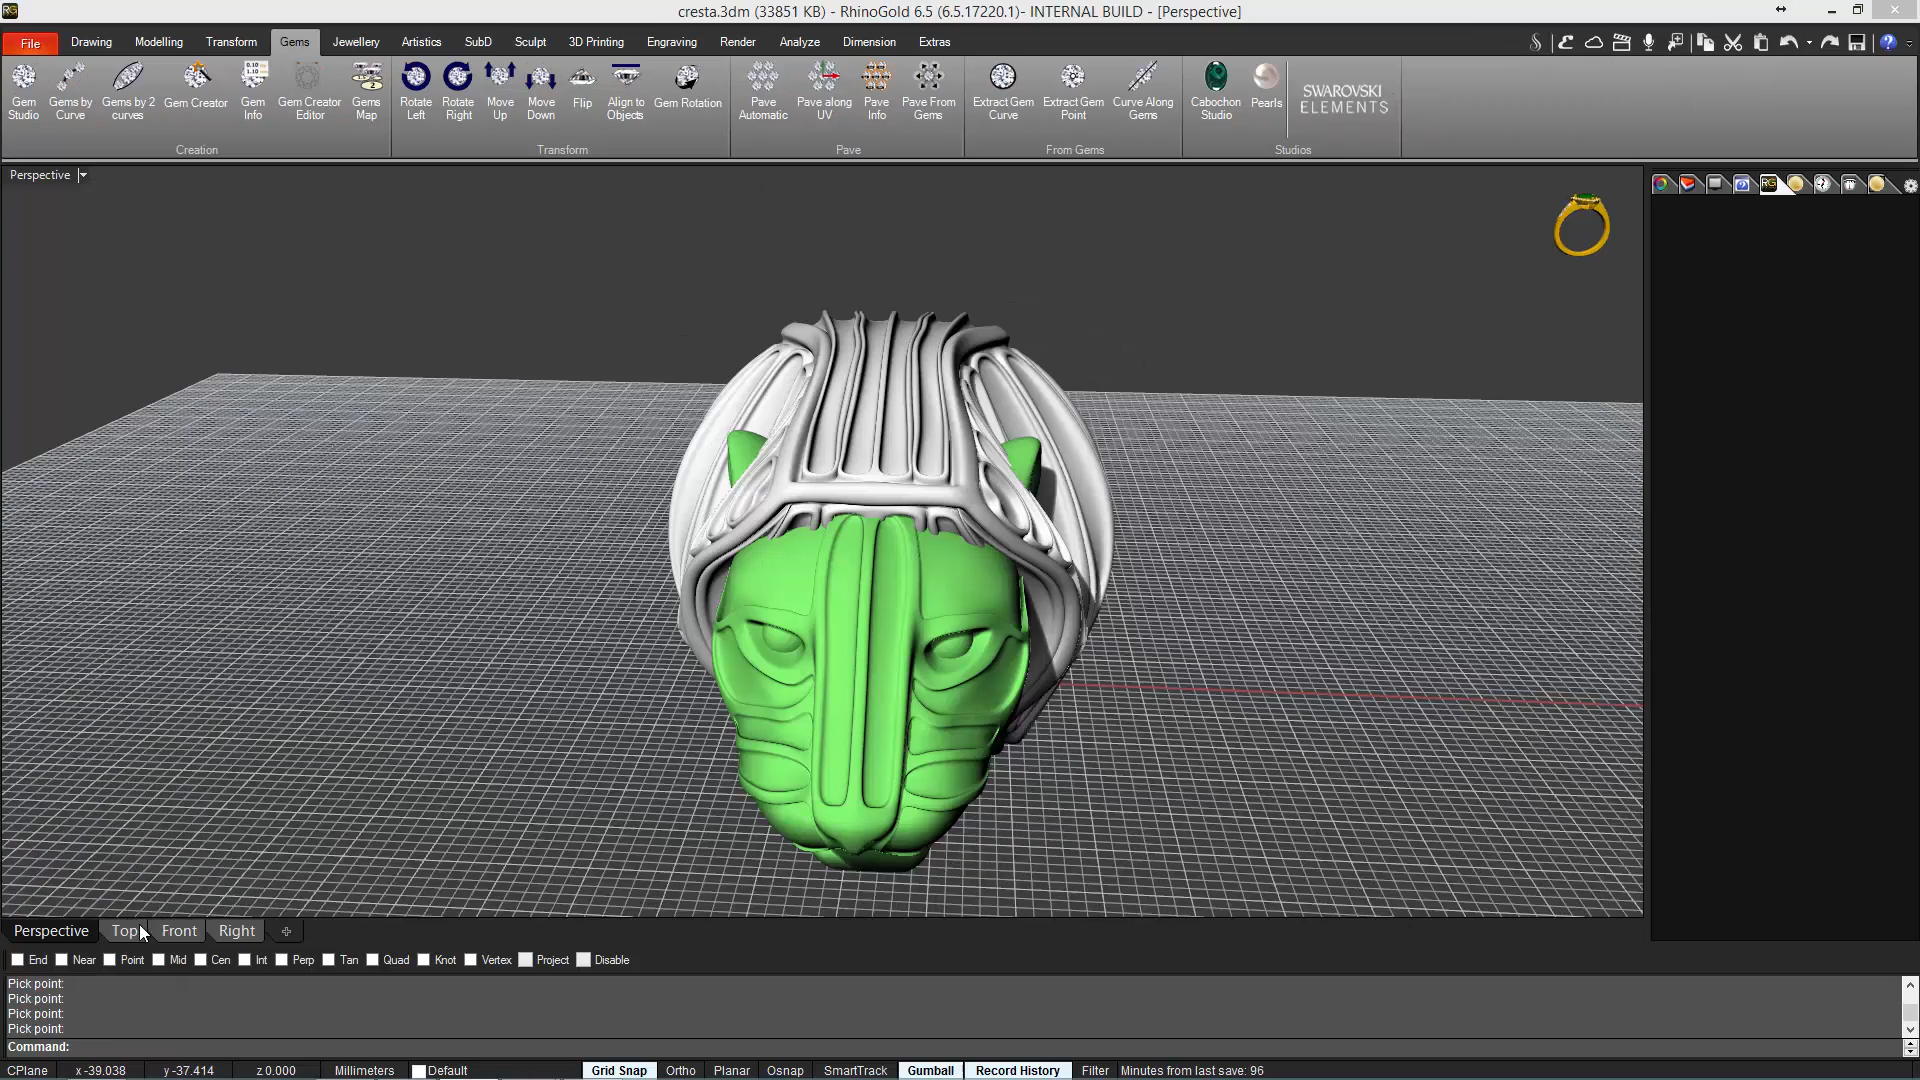 cresta.3dm (33851 KB) - RhinoGold 6.5 (6.5.17220.1)- INTERNAL BUILD - [Perspective]
File Drawing Modelling Transform Gems Jewellery Artistics SubD Sculpt 3D Printing Engraving Render Analyze Dimension Extras
Gem Studio
Gems by Curve
Gems by 2 curves
Gem Creator
Gem Info
Gem Creator Editor
Gems Map
Rotate Left
Rotate Right
Move Up
Move Down
Flip
Align to Objects
Gem Rotation
Pave Automatic
Pave along UV
Pave Info
Pave From Gems
Extract Gem Curve
Extract Gem Point
Curve Along Gems
Cabochon Studio
Pearls
SWAROVSKI
ELEMENTS
Creation Transform Pave From Gems Studios
Perspective
Perspective Top Front Right
End Near Point Mid Cen Int Perp Tan Quad Knot Vertex Project Disable
Pick point:
Pick point:
Pick point:
Pick point:
Command:
CPlane x -39.038 y -37.414 z 0.000 Millimeters Default Grid Snap Ortho Planar Osnap SmartTrack Gumball Record History Filter Minutes from last save: 96